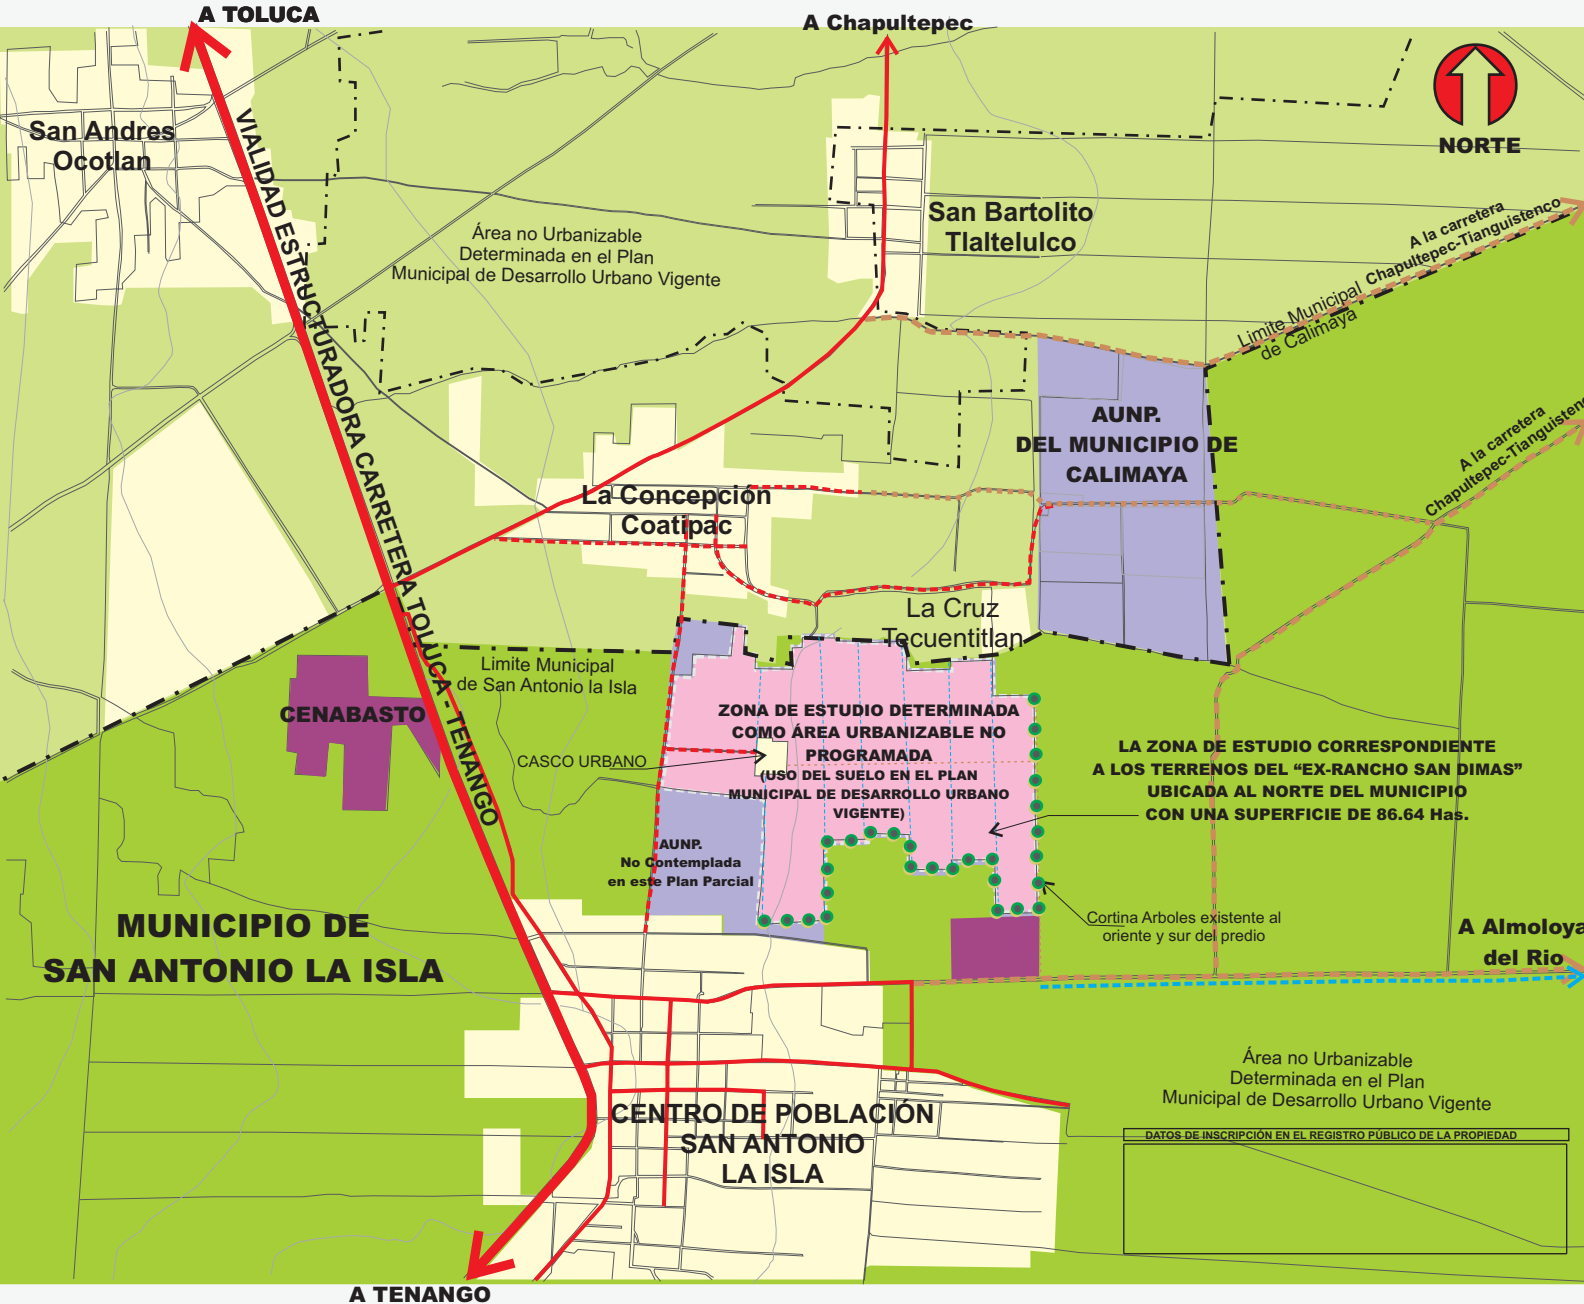 A TOLUCA
A Chapultepec
NORTE
San Andres
Ocotlan
VIALIDAD ESTRUCTURADORA CARRETERA TOLUCA - TENANGO
San Bartolito
Tlaltelulco
A la carretera
Chapultepec-Tianguistenco
Área no Urbanizable
Determinada en el Plan
Municipal de Desarrollo Urbano Vigente
Limite Municipal
de Calimaya
AUNP.
DEL MUNICIPIO DE
CALIMAYA
A la carretera
Chapultepec-Tianguistenc
La Concepción
Coatipac
La Cruz
Tecuentitlan
Limite Municipal
de San Antonio la Isla
CENABASTO
ZONA DE ESTUDIO DETERMINADA
COMO ÁREA URBANIZABLE NO
PROGRAMADA
(USO DEL SUELO EN EL PLAN
MUNICIPAL DE DESARROLLO URBANO
VIGENTE)
CASCO URBANO
LA ZONA DE ESTUDIO CORRESPONDIENTE
A LOS TERRENOS DEL “EX-RANCHO SAN DIMAS”
UBICADA AL NORTE DEL MUNICIPIO
CON UNA SUPERFICIE DE 86.64 Has.
AUNP.
No Contemplada
en este Plan Parcial
MUNICIPIO DE
SAN ANTONIO LA ISLA
Cortina Arboles existente al
oriente y sur del predio
A Almoloya
del Rio
Área no Urbanizable
Determinada en el Plan
Municipal de Desarrollo Urbano Vigente
CENTRO DE POBLACIÓN
SAN ANTONIO
LA ISLA
DATOS DE INSCRIPCIÓN EN EL REGISTRO PÚBLICO DE LA PROPIEDAD
A TENANGO